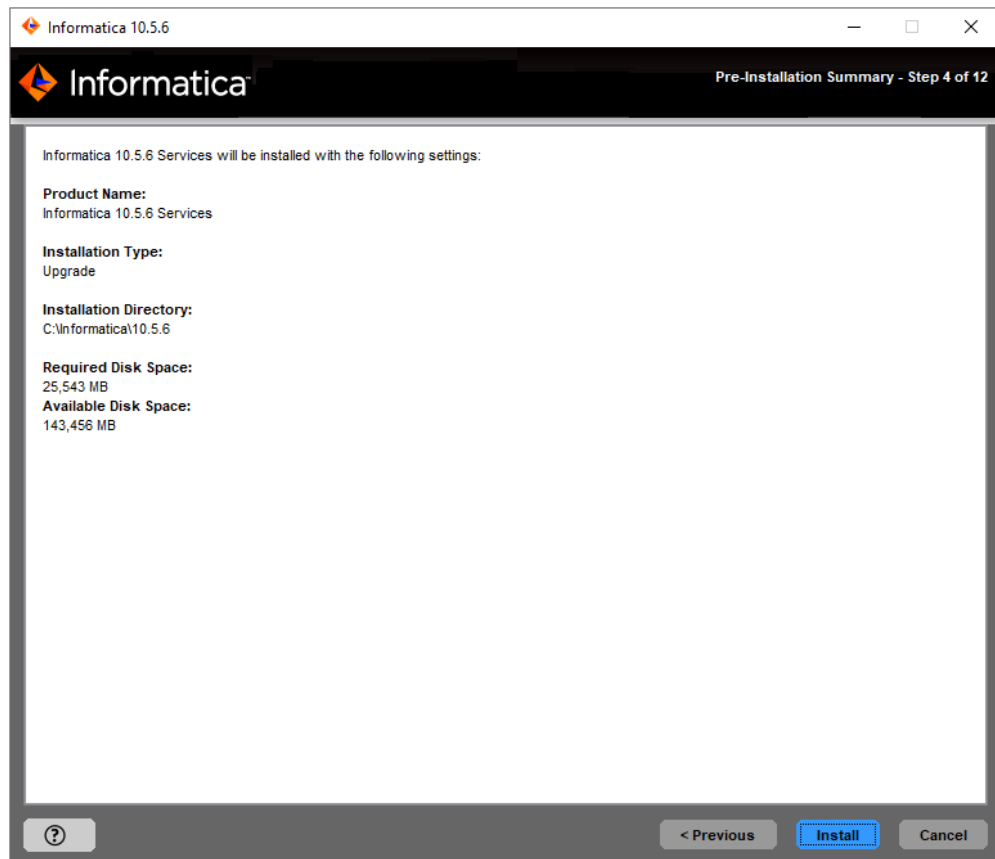 Informatica 10.5.6
Informatica™
Pre-Installation Summary - Step 4 of 12
Informatica 10.5.6 Services will be installed with the following settings:
Product Name:
Informatica 10.5.6 Services
Installation Type:
Upgrade
Installation Directory:
C:\Informatica\10.5.6
Required Disk Space:
25,543 MB
Available Disk Space:
143,456 MB
?
< Previous
Install
Cancel